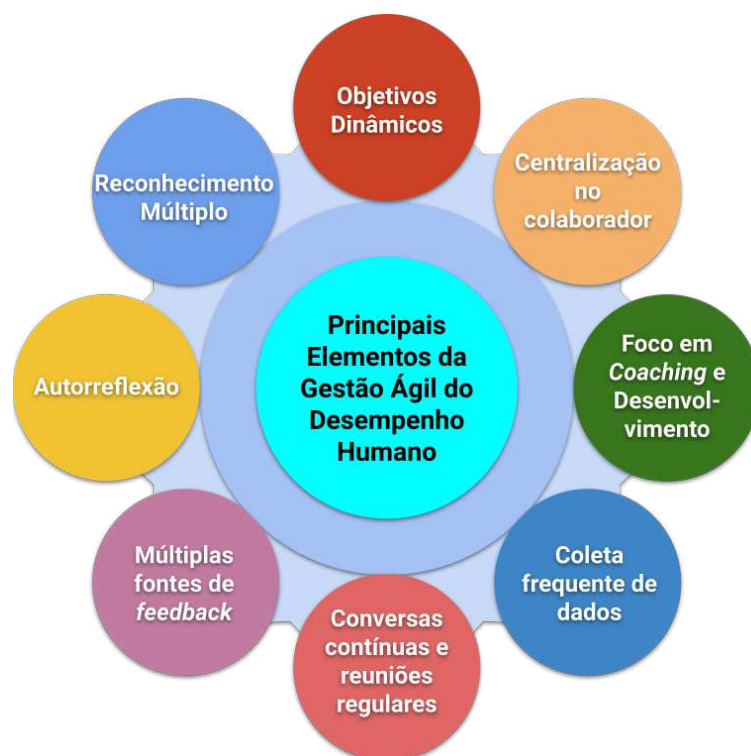 Objetivos
Dinâmicos
Centralização
no
colaborador
Foco em
Coaching e
Desenvol-
vimento
Coleta
frequente de
dados
Conversas
contínuas e
reuniões
regulares
Múltiplas
fontes de
feedback
Autorreflexão
Reconhecimento
Múltiplo
Principais
Elementos da
Gestão Ágil do
Desempenho
Humano